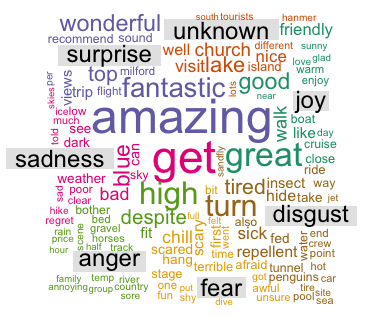 south tourists
wonderful unknown hanmer
friendly
recommend sound
surprise well church different sunny
nice love glad
top milford visit lake island warm
views trip flight fantastic good lots enjoy
skies per near
icelow amazing joy
much walk boat
told see like day
dark cruise
sadness blue can get great close
sky sandfly ride
weather tired insect way
sad poor bad high bit hide take jet
clear turn
hike bother disgust
regret bed despite full also
rain gravel felt fit scary first sick fed water end
price scene horses chill went time crew
hour half track scared repellent point
anger hang afraid tunnel hot
stage terrible penguins car
family temp river fear got tire
annoying group country one put awful pool site
sore fun shy dive unsure sea